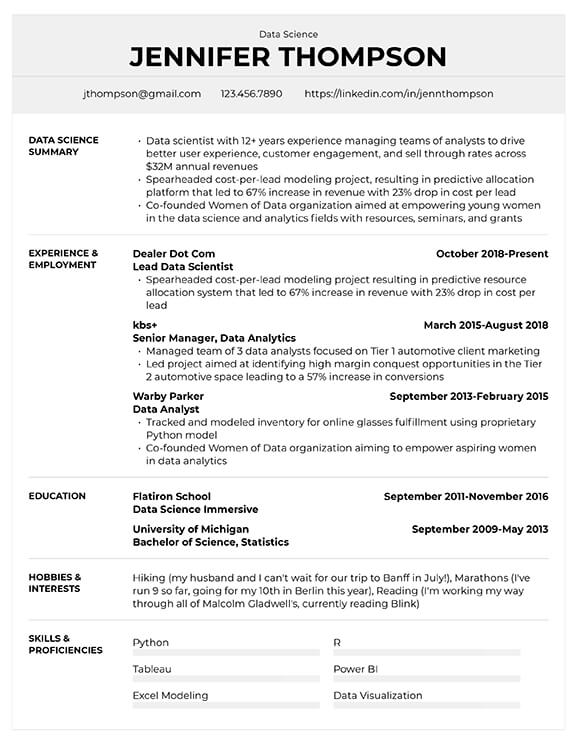 Data Science
JENNIFER THOMPSON
jthompson@gmail.com 123.456.7890 https://linkedin.com/in/jennthompson
DATA SCIENCE
SUMMARY
• Data scientist with 12+ years experience managing teams of analysts to drive
better user experience, customer engagement, and sell through rates across
$32M annual revenues
• Spearheaded cost-per-lead modeling project, resulting in predictive allocation
platform that led to 67% increase in revenue with 23% drop in cost per lead
• Co-founded Women of Data organization aimed at empowering young women
in the data science and analytics fields with resources, seminars, and grants
EXPERIENCE &
EMPLOYMENT
Dealer Dot Com October 2018-Present
Lead Data Scientist
• Spearheaded cost-per-lead modeling project resulting in predictive resource
allocation system that led to 67% increase in revenue with 23% drop in cost per
lead
kbs+ March 2015-August 2018
Senior Manager, Data Analytics
• Managed team of 3 data analysts focused on Tier 1 automotive client marketing
• Led project aimed at identifying high margin conquest opportunities in the Tier
2 automotive space leading to a 57% increase in conversions
Warby Parker September 2013-February 2015
Data Analyst
• Tracked and modeled inventory for online glasses fulfillment using proprietary
Python model
• Co-founded Women of Data organization aiming to empower aspiring women
in data analytics
EDUCATION
Flatiron School September 2011-November 2016
Data Science Immersive
University of Michigan September 2009-May 2013
Bachelor of Science, Statistics
HOBBIES &
INTERESTS
Hiking (my husband and I can't wait for our trip to Banff in July!), Marathons (I've
run 9 so far, going for my 10th in Berlin this year), Reading (I'm working my way
through all of Malcolm Gladwell's, currently reading Blink)
SKILLS &
PROFICIENCIES
Python R
Tableau Power BI
Excel Modeling Data Visualization